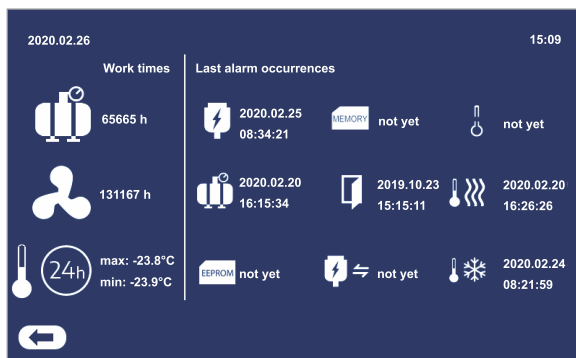 2020.02.26
15:09
Work times
Last alarm occurrences
65665 h
2020.02.25
08:34:21
MEMORY
not yet
not yet
131167 h
2020.02.20
16:15:34
2019.10.23
15:15:11
2020.02.20
16:26:26
24h
max: -23.8°C
min: -23.9°C
EEPROM
not yet
not yet
2020.02.24
08:21:59